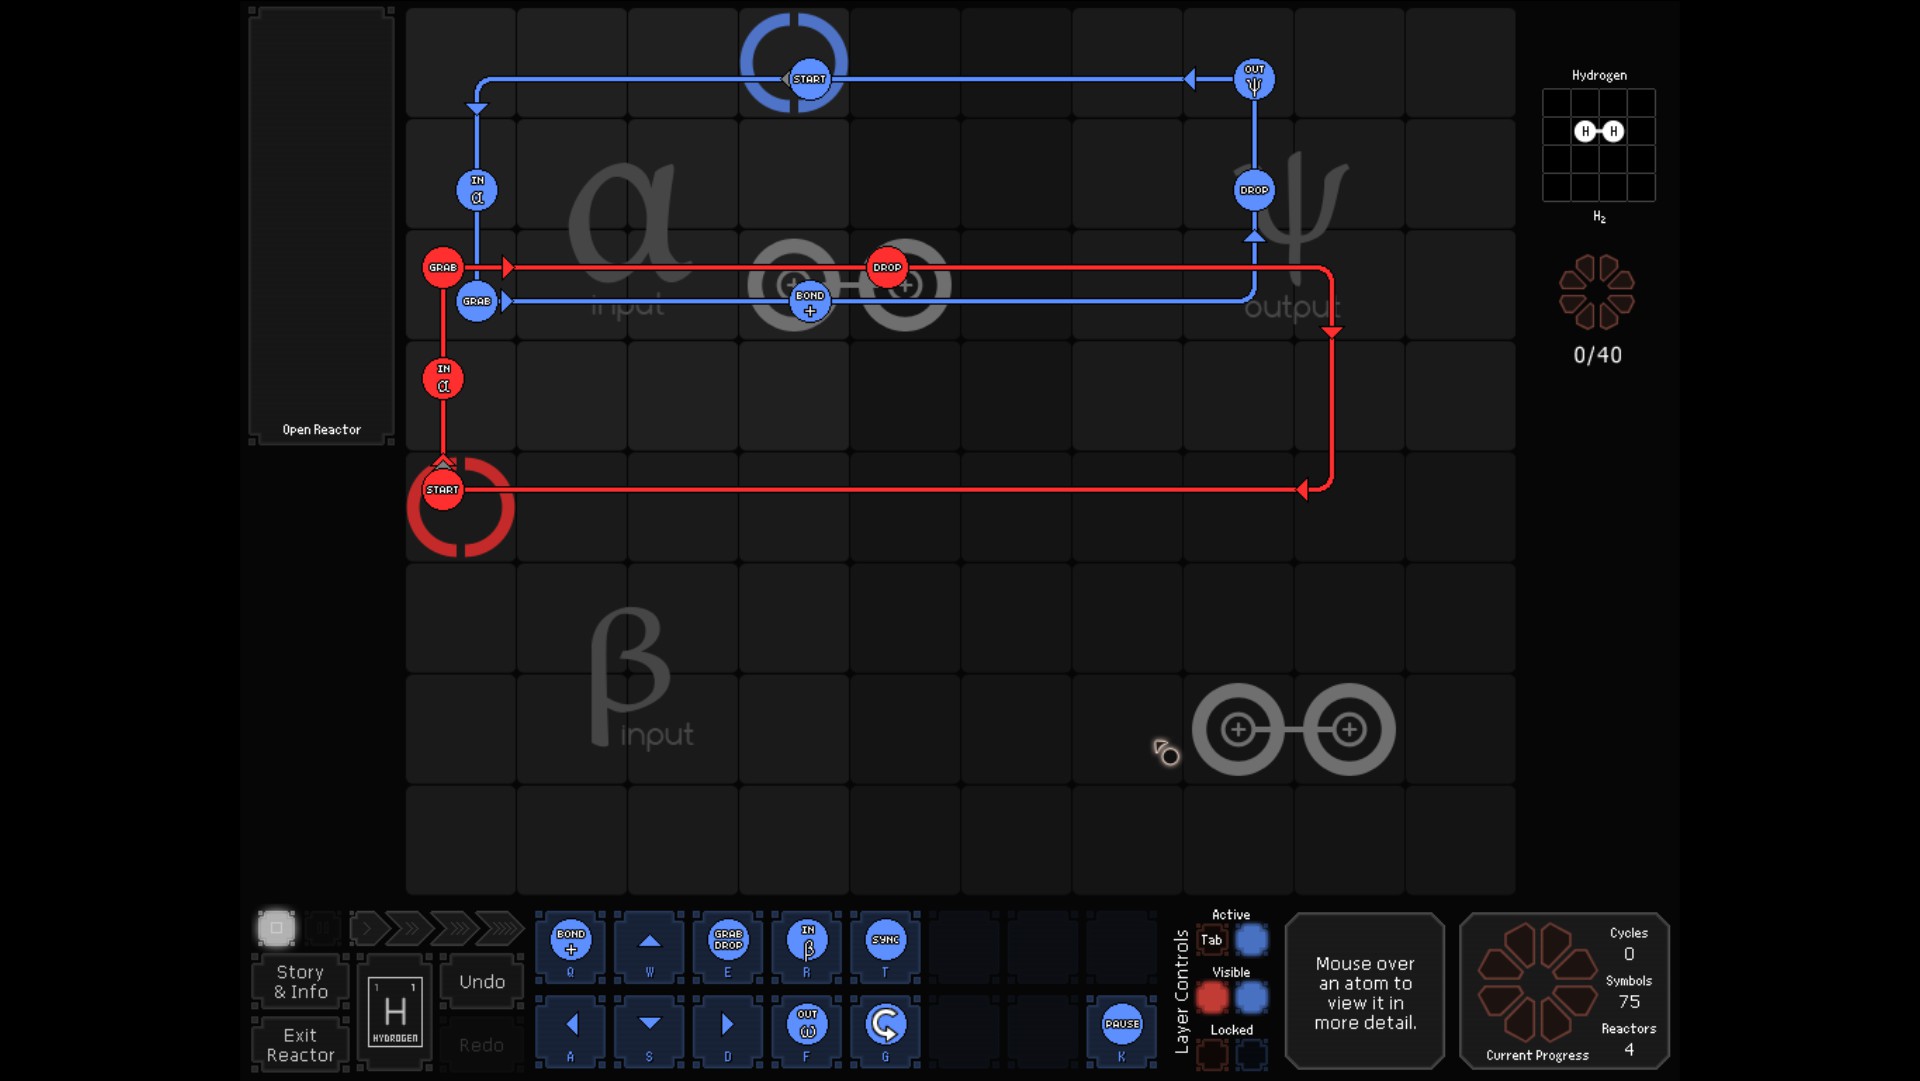 START
OUT
ψ
Hydrogen
H H
H₂
IN
α
α
input
DROP
ψ
output
GRAB
DROP
GRAB
BOND
+
IN
α
0/40
Open Reactor
START
β
input
BOND
+
Q
W
GRAB
DROP
E
IN
β
R
SYNC
T
Active
Tab
Visible
Locked
Layer Controls
Mouse over
an atom to
view it in
more detail.
Cycles
0
Symbols
75
Reactors
4
Current Progress
Story
& Info
Exit
Reactor
1 1
H
HYDROGEN
Undo
Redo
A
S
D
OUT
ω
F
G
PAUSE
K